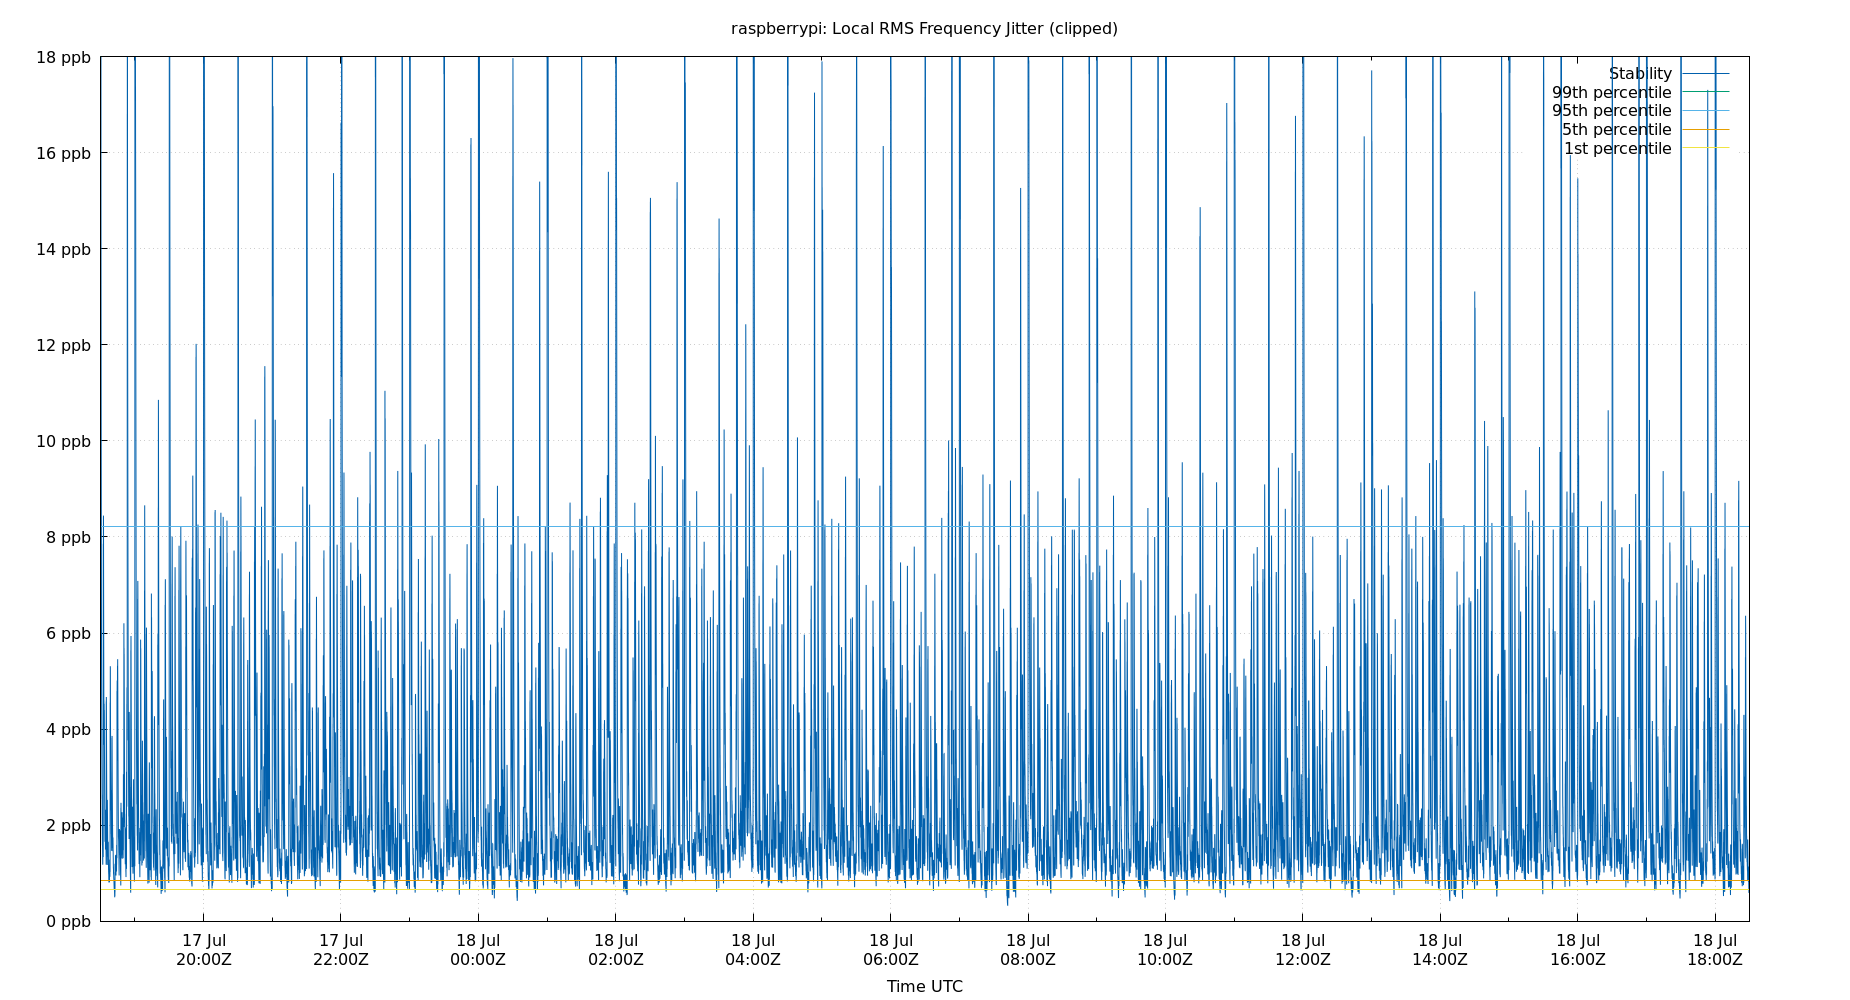 raspberrypi: Local RMS Frequency Jitter (clipped)
18 ppb
16 ppb
14 ppb
12 ppb
10 ppb
8 ppb
6 ppb
4 ppb
2 ppb
0 ppb
Stability
99th percentile
95th percentile
5th percentile
1st percentile
17 Jul 17 Jul 18 Jul 18 Jul 18 Jul 18 Jul 18 Jul 18 Jul 18 Jul 18 Jul 18 Jul 18 Jul
20:00Z 22:00Z 00:00Z 02:00Z 04:00Z 06:00Z 08:00Z 10:00Z 12:00Z 14:00Z 16:00Z 18:00Z
Time UTC